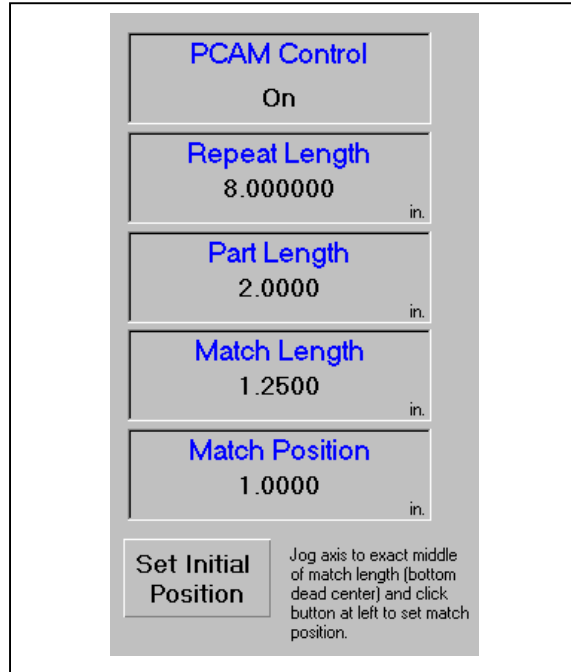 PCAM Control
On
Repeat Length
8.000000
in.
Part Length
2.0000
in.
Match Length
1.2500
in.
Match Position
1.0000
in.
Set Initial
Position
Jog axis to exact middle
of match length (bottom
dead center) and click
button at left to set match
position.